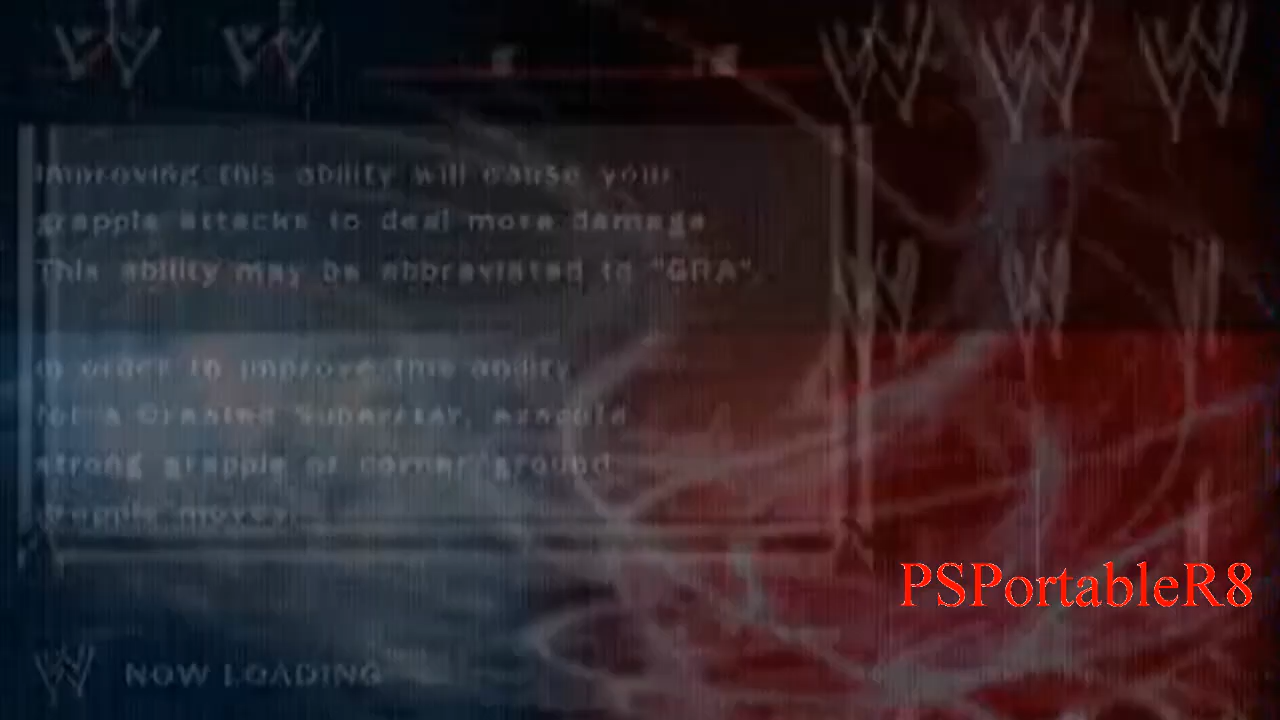 Improving this ability will cause your
grapple attacks to deal more damage.
This ability may be abbreviated to "GRA".
In order to improve this ability
for a Created Superstar, execute
strong grapple or corner/ground
grapple moves.
PSPortableR8
NOW LOADING